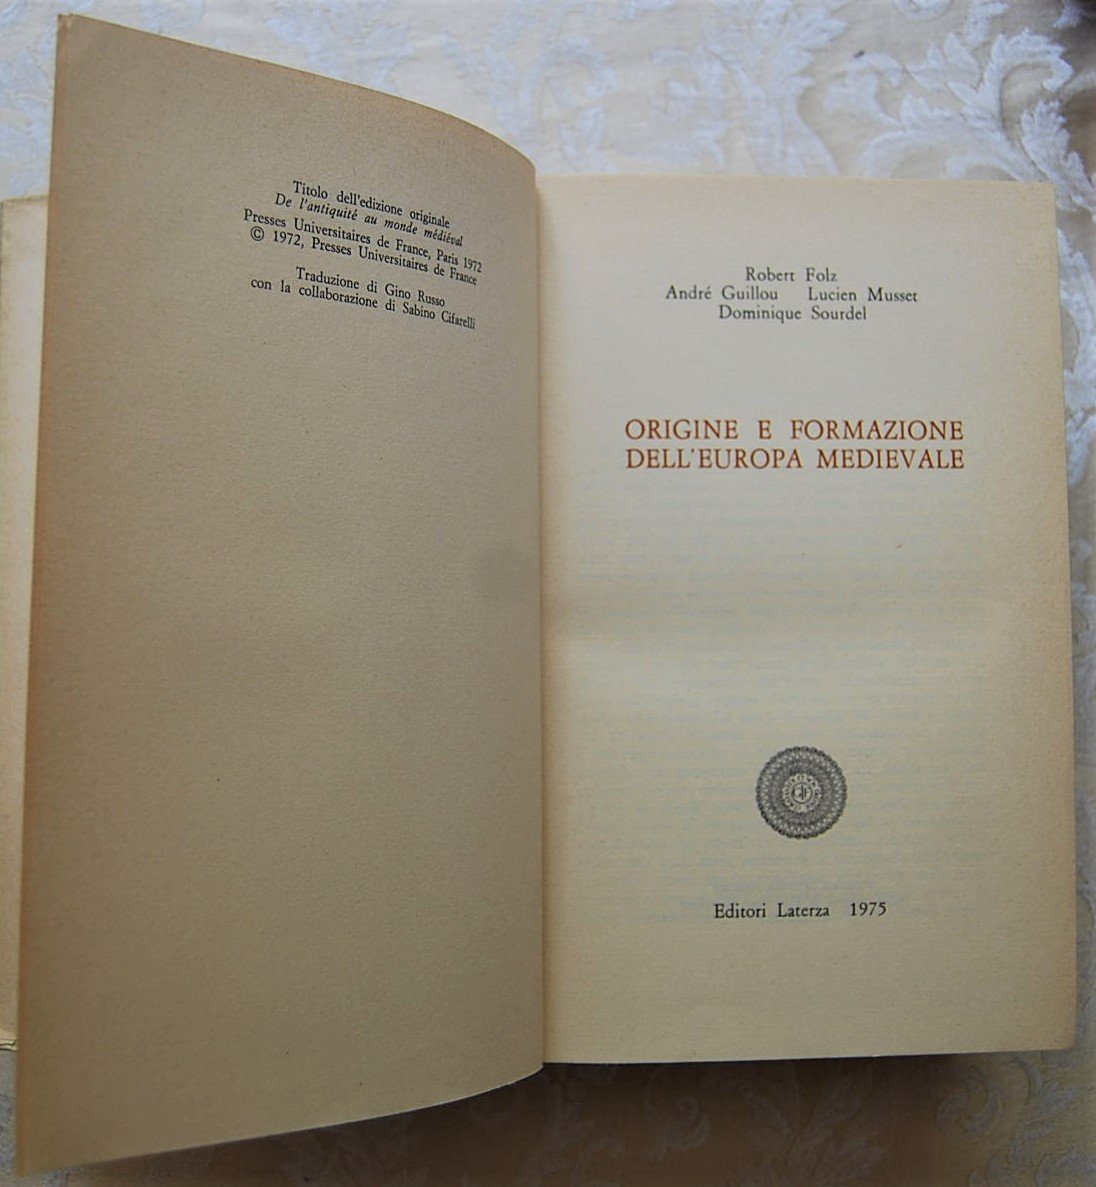 Titolo dell'edizione originale
De l'antiquité au monde médiéval
Presses Universitaires de France, Paris 1972
© 1972, Presses Universitaires de France
Traduzione di Gino Russo
con la collaborazione di Sabino Cifarelli
Robert Folz
André Guillou Lucien Musset
Dominique Sourdel
ORIGINE E FORMAZIONE
DELL'EUROPA MEDIEVALE
Editori Laterza 1975